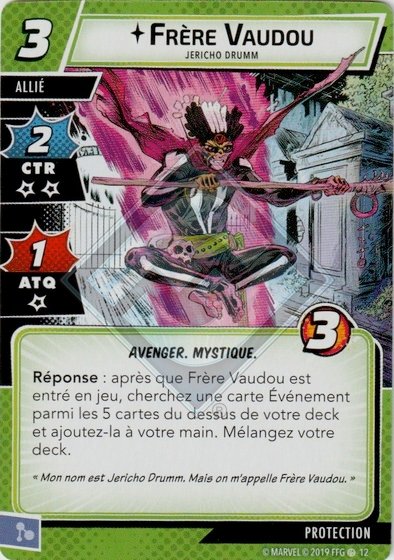 3
FRÈRE VAUDOU
JERICHO DRUMM
ALLIÉ
2
CTR
1
ATQ
3
AVENGER. MYSTIQUE.
Réponse : après que Frère Vaudou est
entré en jeu, cherchez une carte Événement
parmi les 5 cartes du dessus de votre deck
et ajoutez-la à votre main. Mélangez votre
deck.
« Mon nom est Jericho Drumm. Mais on m'appelle Frère Vaudou. »
PROTECTION
© MARVEL © 2019 FFG 12